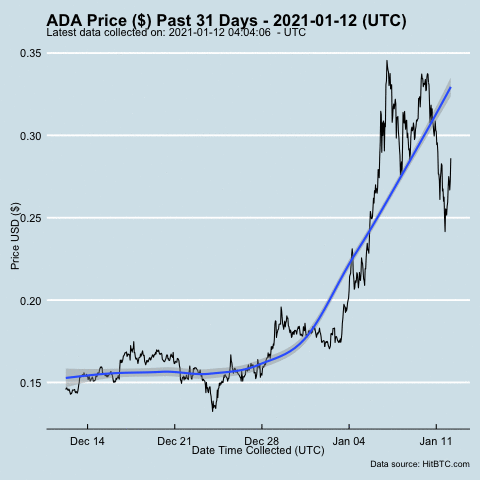 ADA Price ($) Past 31 Days - 2021-01-12 (UTC)
Latest data collected on: 2021-01-12 04:04:06 - UTC
0.35
0.30
0.25
0.20
0.15
Price USD ($)
Dec 14
Dec 21
Dec 28
Jan 04
Jan 11
Date Time Collected (UTC)
Data source: HitBTC.com